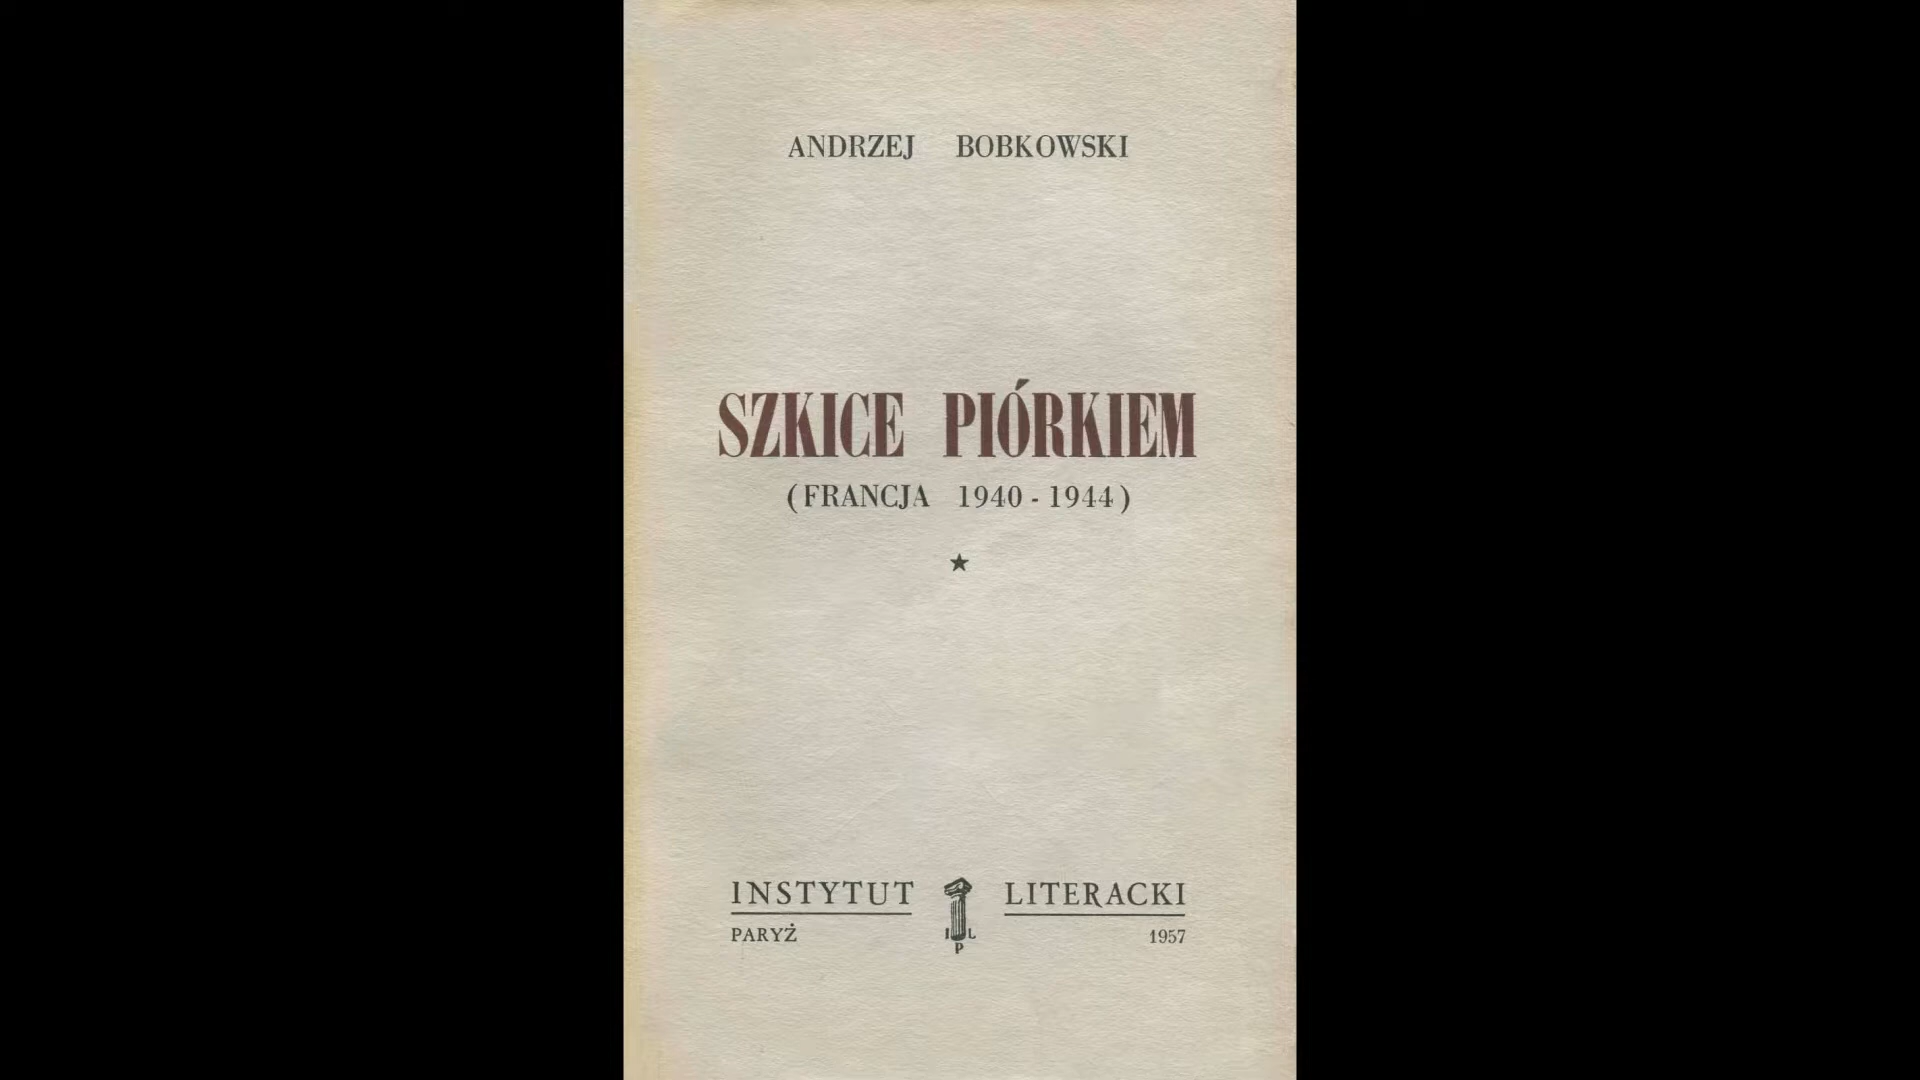 ANDRZEJ BOBKOWSKI
SZKICE PIÓRKIEM
(FRANCJA 1940 - 1944)
★
INSTYTUT LITERACKI
I L
P
PARYŻ 1957